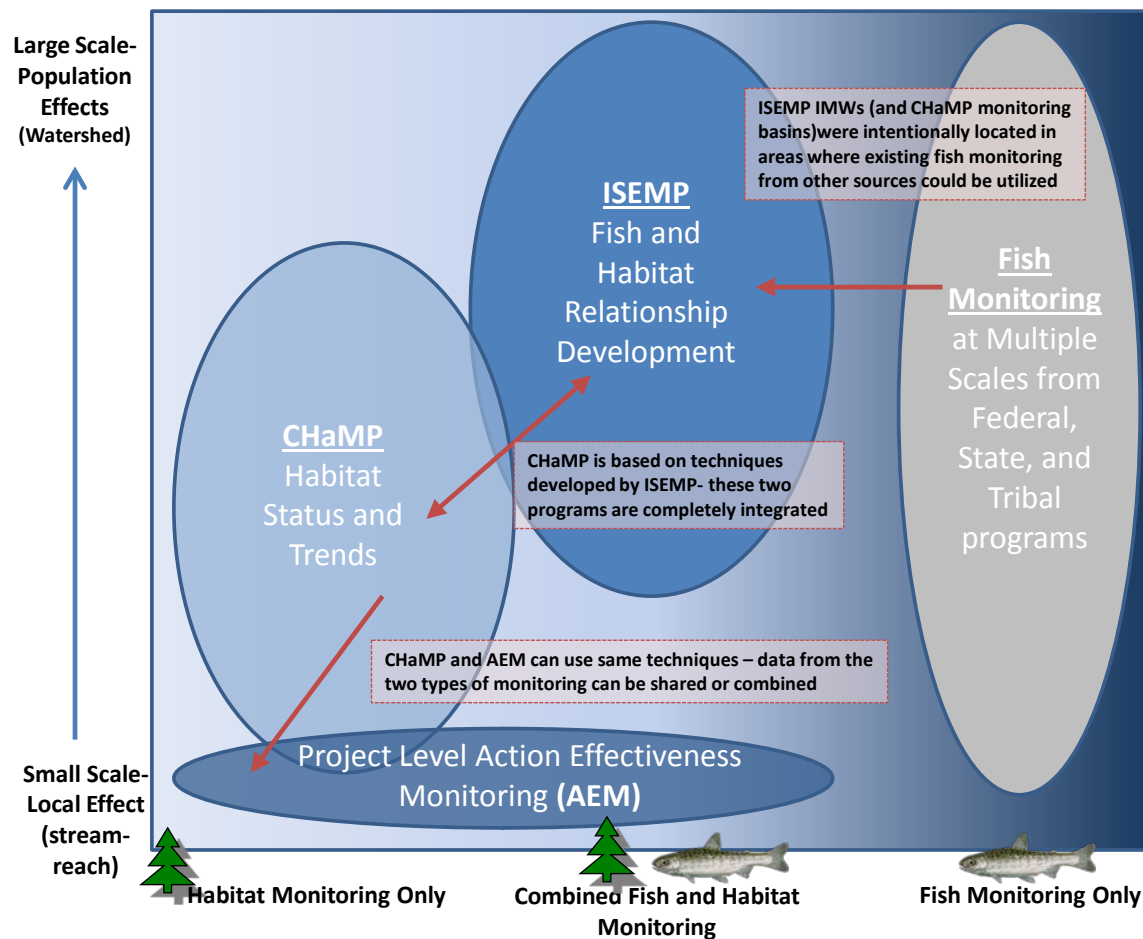 Large Scale-
Population
Effects
(Watershed)
ISEMP IMWs (and CHaMP monitoring
basins)were intentionally located in
areas where existing fish monitoring
from other sources could be utilized
ISEMP
Fish and
Habitat
Relationship
Development
Fish
Monitoring
at Multiple
Scales from
Federal,
State, and
Tribal
programs
CHaMP
Habitat
Status and
Trends
CHaMP is based on techniques
developed by ISEMP- these two
programs are completely integrated
CHaMP and AEM can use same techniques – data from the
two types of monitoring can be shared or combined
Project Level Action Effectiveness
Monitoring (AEM)
Small Scale-
Local Effect
(stream-
reach)
Habitat Monitoring Only
Combined Fish and Habitat
Monitoring
Fish Monitoring Only